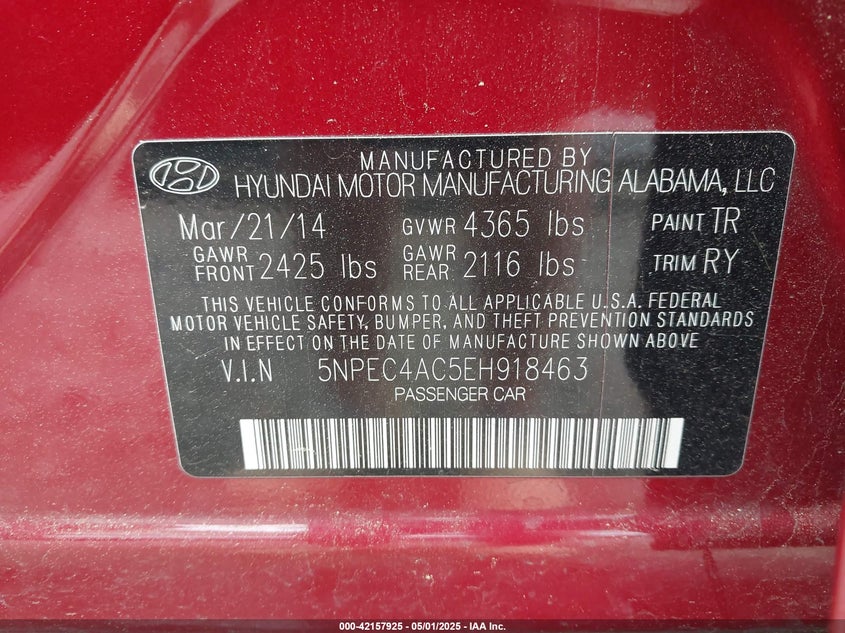 MANUFACTURED BY
HYUNDAI MOTOR MANUFACTURING ALABAMA, LLC
Mar/21/14 GVWR 4365 lbs PAINT TR
GAWR FRONT 2425 lbs GAWR REAR 2116 lbs TRIM RY
THIS VEHICLE CONFORMS TO ALL APPLICABLE U.S.A. FEDERAL
MOTOR VEHICLE SAFETY, BUMPER, AND THEFT PREVENTION STANDARDS
IN EFFECT ON THE DATE OF MANUFACTURE SHOWN ABOVE
V.I.N 5NPEC4AC5EH918463
PASSENGER CAR
000-42157925 - 05/01/2025 - IAA Inc.